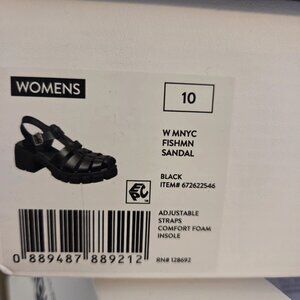 WOMENS
10
W MNYC
FISHMN
SANDAL
BLACK
ITEM# 672622546
ADJUSTABLE
STRAPS
COMFORT FOAM
INSOLE
0 889487 889212
RN# 128692